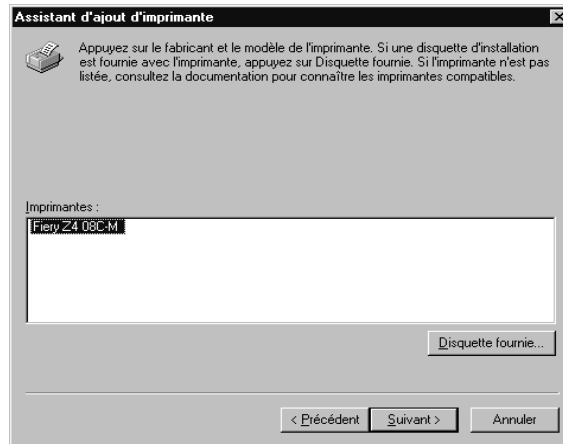 Assistant d'ajout d'imprimante
Appuyez sur le fabricant et le modèle de l'imprimante. Si une disquette d'installation
est fournie avec l'imprimante, appuyez sur Disquette fournie. Si l'imprimante n'est pas
listée, consultez la documentation pour connaître les imprimantes compatibles.
Imprimantes :
Fiery Z4 08C-M
Disquette fournie...
< Précédent
Suivant >
Annuler